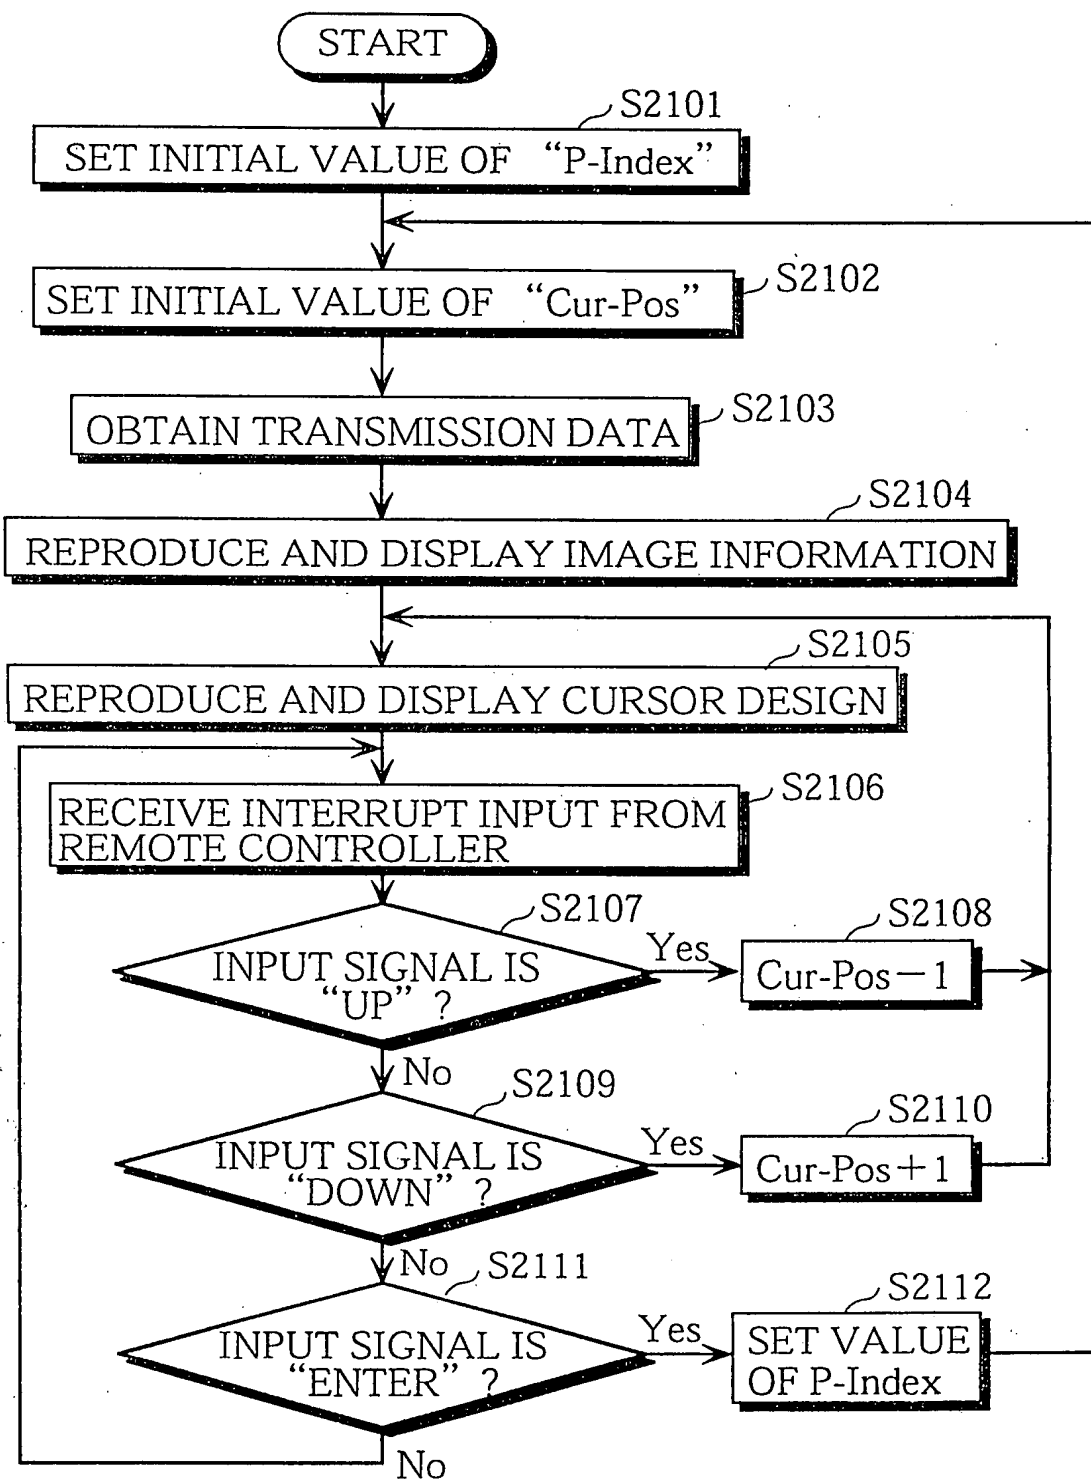 START
S2101
SET INITIAL VALUE OF “P-Index”
S2102
SET INITIAL VALUE OF “Cur-Pos”
S2103
OBTAIN TRANSMISSION DATA
S2104
REPRODUCE AND DISPLAY IMAGE INFORMATION
S2105
REPRODUCE AND DISPLAY CURSOR DESIGN
S2106
RECEIVE INTERRUPT INPUT FROM
REMOTE CONTROLLER
S2107
INPUT SIGNAL IS
“UP” ?
Yes
S2108
Cur-Pos−1
No
S2109
INPUT SIGNAL IS
“DOWN” ?
Yes
S2110
Cur-Pos+1
No
S2111
INPUT SIGNAL IS
“ENTER” ?
Yes
S2112
SET VALUE
OF P-Index
No